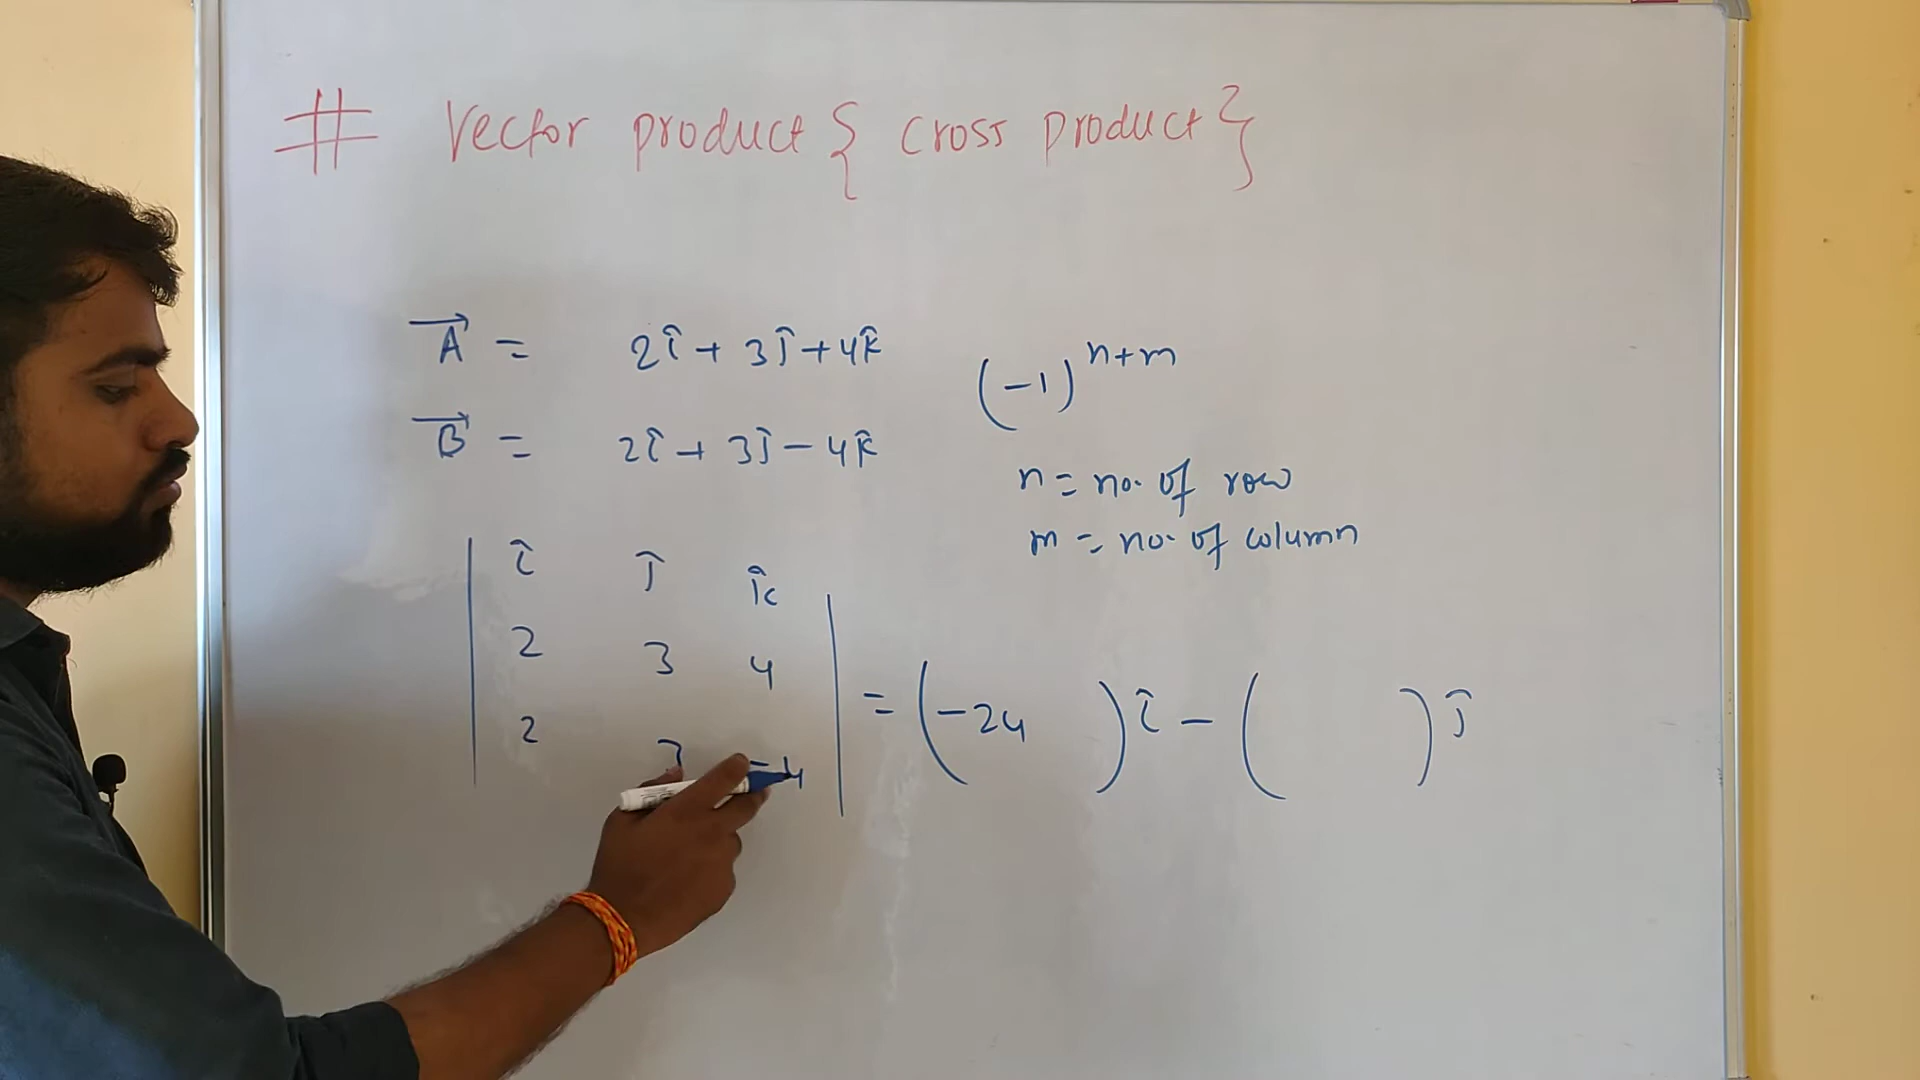 # Vector product { cross product }
A⃗ = 2î + 3ĵ + 4k̂
(-1)ⁿ⁺ᵐ
B⃗ = 2î + 3ĵ - 4k̂
n = no. of row
m = no. of column
| î ĵ k̂ |
| 2 3 4 | = (-24 ) î - ( ) ĵ
| 2 3 -4 |